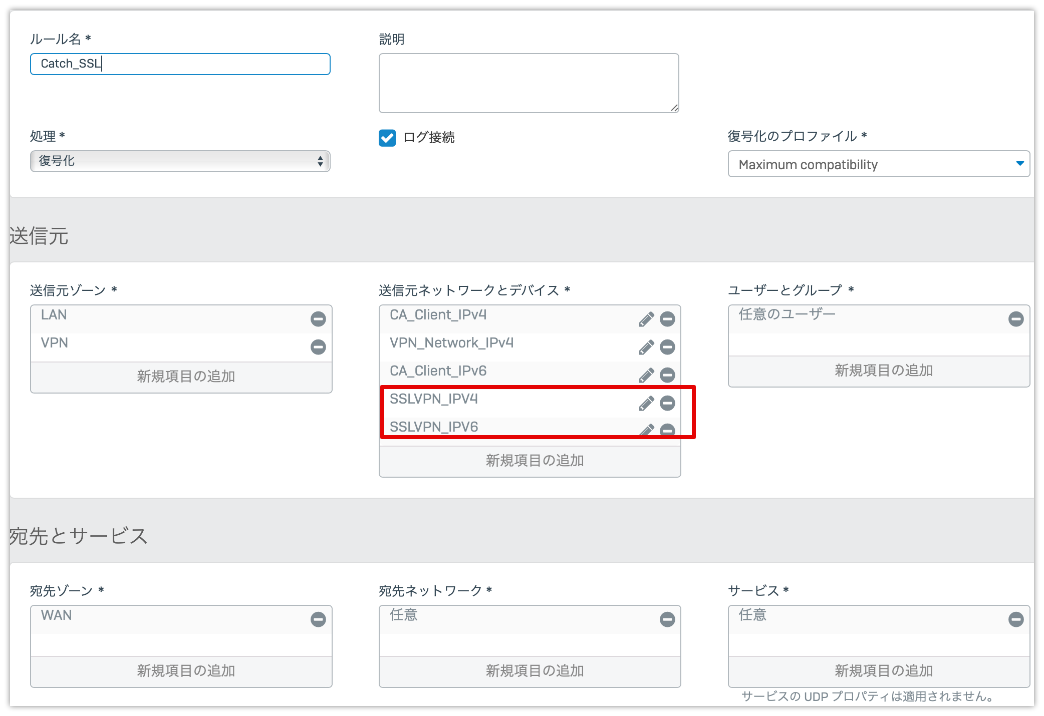 ルール名 *
説明
Catch_SSL
処理 *
ログ接続
復号化のプロファイル *
復号化
Maximum compatibility
送信元
送信元ゾーン *
送信元ネットワークとデバイス *
ユーザーとグループ *
LAN
CA_Client_IPv4
任意のユーザー
VPN
VPN_Network_IPv4
CA_Client_IPv6
新規項目の追加
新規項目の追加
SSLVPN_IPV4
SSLVPN_IPV6
新規項目の追加
宛先とサービス
宛先ゾーン *
宛先ネットワーク *
サービス *
WAN
任意
任意
新規項目の追加
新規項目の追加
新規項目の追加
サービスの UDP プロパティは適用されません。